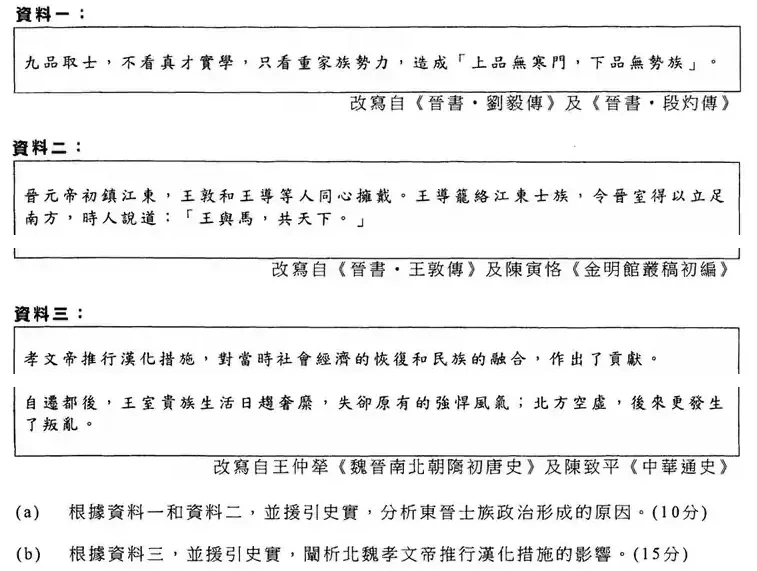 資料一：
九品取士，不看真才實學，只看重家族勢力，造成「上品無寒門，下品無勢族」。
改寫自《晉書·劉毅傳》及《晉書·段灼傳》
資料二：
晉元帝初鎮江東，王敦和王導等人同心擁戴。王導籠絡江東士族，令晉室得以立足
南方，時人說道：「王與馬，共天下。」
改寫自《晉書·王敦傳》及陳寅恪《金明館叢稿初編》
資料三：
孝文帝推行漢化措施，對當時社會經濟的恢復和民族的融合，作出了貢獻。
自遷都後，王室貴族生活日趨奢靡，失卻原有的強悍風氣；北方空虛，後來更發生
了叛亂。
改寫自王仲犖《魏晉南北朝隋初唐史》及陳致平《中華通史》
(a) 根據資料一和資料二，並援引史實，分析東晉士族政治形成的原因。(10分)
(b) 根據資料三，並援引史實，闡析北魏孝文帝推行漢化措施的影響。(15分)